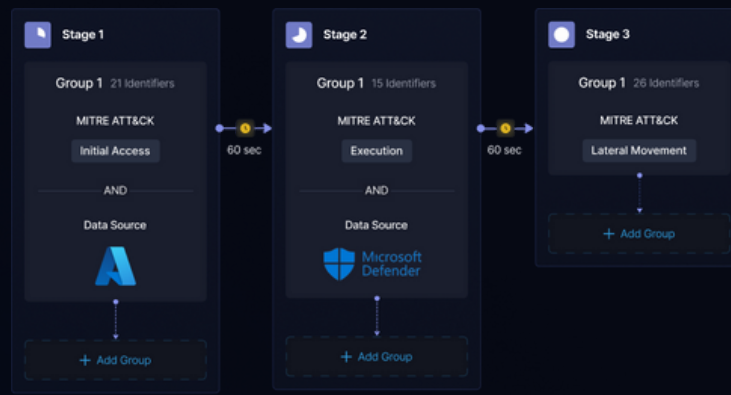 Stage 1
Group 1 21 Identifiers
MITRE ATT&CK
Initial Access
AND
Data Source
+ Add Group
60 sec
Stage 2
Group 1 15 Identifiers
MITRE ATT&CK
Execution
AND
Data Source
Microsoft
Defender
+ Add Group
60 sec
Stage 3
Group 1 26 Identifiers
MITRE ATT&CK
Lateral Movement
+ Add Group